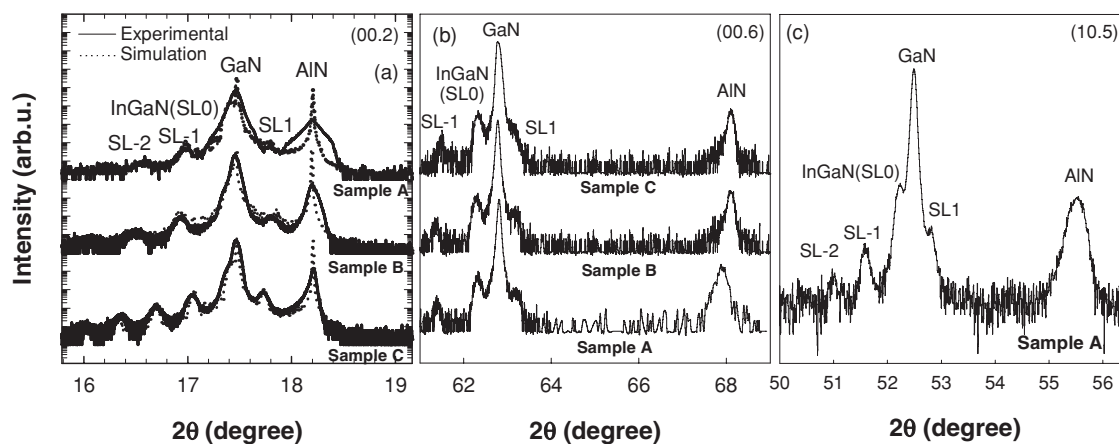 Intensity (arb.u.)
Experimental
Simulation
(00.2)
(a)
GaN
AlN
InGaN(SL0)
SL-2
SL-1
SL1
Sample A
Sample B
Sample C
16
17
18
19
2θ (degree)
(b)
GaN
(00.6)
InGaN
(SL0)
SL-1
SL1
AlN
Sample C
Sample B
Sample A
62
64
66
68
2θ (degree)
(c)
(10.5)
GaN
InGaN(SL0)
AlN
SL1
SL-1
SL-2
Sample A
50
51
52
53
54
55
56
2θ (degree)